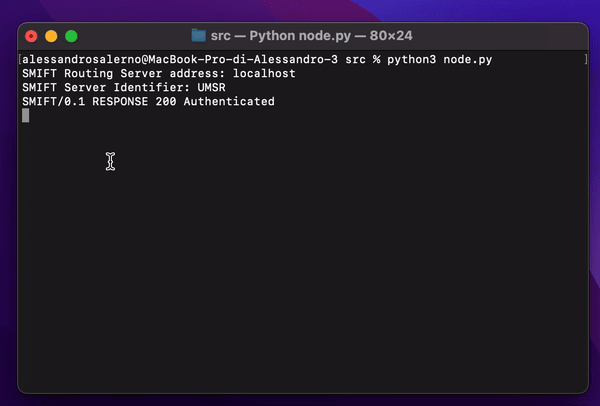 src — Python node.py — 80×24
[alessandrosalerno@MacBook-Pro-di-Alessandro-3 src % python3 node.py ]
SMIFT Routing Server address: localhost
SMIFT Server Identifier: UMSR
SMIFT/0.1 RESPONSE 200 Authenticated